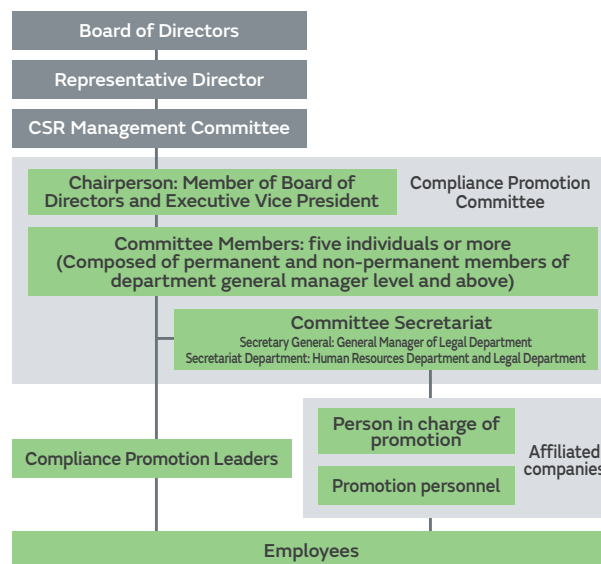 Board of Directors
Representative Director
CSR Management Committee
Chairperson: Member of Board of
Directors and Executive Vice President
Compliance Promotion
Committee
Committee Members: five individuals or more
(Composed of permanent and non-permanent members of
department general manager level and above)
Committee Secretariat
Secretary General: General Manager of Legal Department
Secretariat Department: Human Resources Department and Legal Department
Person in charge of
promotion
Promotion personnel
Affiliated
companies
Compliance Promotion Leaders
Employees